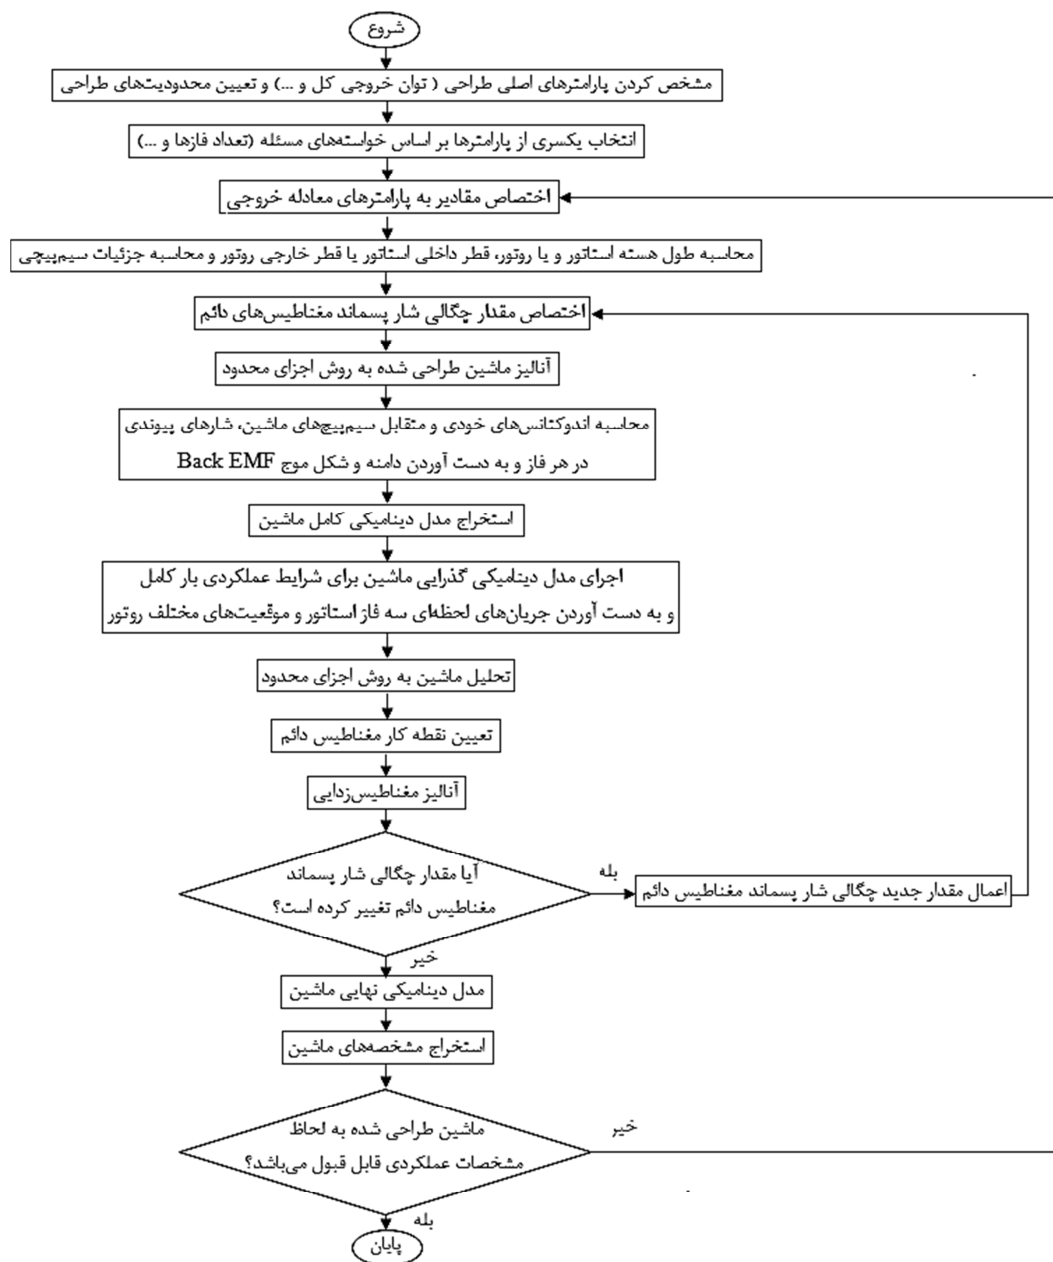 شروع
مشخص کردن پارامترهای اصلی طراحی ( توان خروجی کل و ...) و تعیین محدودیت‌های طراحی
انتخاب یکسری از پارامترها بر اساس خواسته‌های مسئله (تعداد فازها و ...)
اختصاص مقادیر به پارامترهای معادله خروجی
محاسبه طول هسته استاتور و یا روتور، قطر داخلی استاتور یا قطر خارجی روتور و محاسبه جزئیات سیم‌پیچی
اختصاص مقدار چگالی شار پسماند مغناطیس‌های دائم
آنالیز ماشین طراحی شده به روش اجزای محدود
محاسبه اندوکتانس‌های خودی و متقابل سیم‌پیچ‌های ماشین، شارهای پیوندی
در هر فاز و به دست آوردن دامنه و شکل موج Back EMF
استخراج مدل دینامیکی کامل ماشین
اجرای مدل دینامیکی گذرایی ماشین برای شرایط عملکردی بار کامل
و به دست آوردن جریان‌های لحظه‌ای سه فاز استاتور و موقعیت‌های مختلف روتور
تحلیل ماشین به روش اجزای محدود
تعیین نقطه کار مغناطیس دائم
آنالیز مغناطیس‌زدایی
آیا مقدار چگالی شار پسماند
مغناطیس دائم تغییر کرده است؟
بله
اعمال مقدار جدید چگالی شار پسماند مغناطیس دائم
خیر
مدل دینامیکی نهایی ماشین
استخراج مشخصه‌های ماشین
ماشین طراحی شده به لحاظ
مشخصات عملکردی قابل قبول می‌باشد؟
خیر
بله
پایان